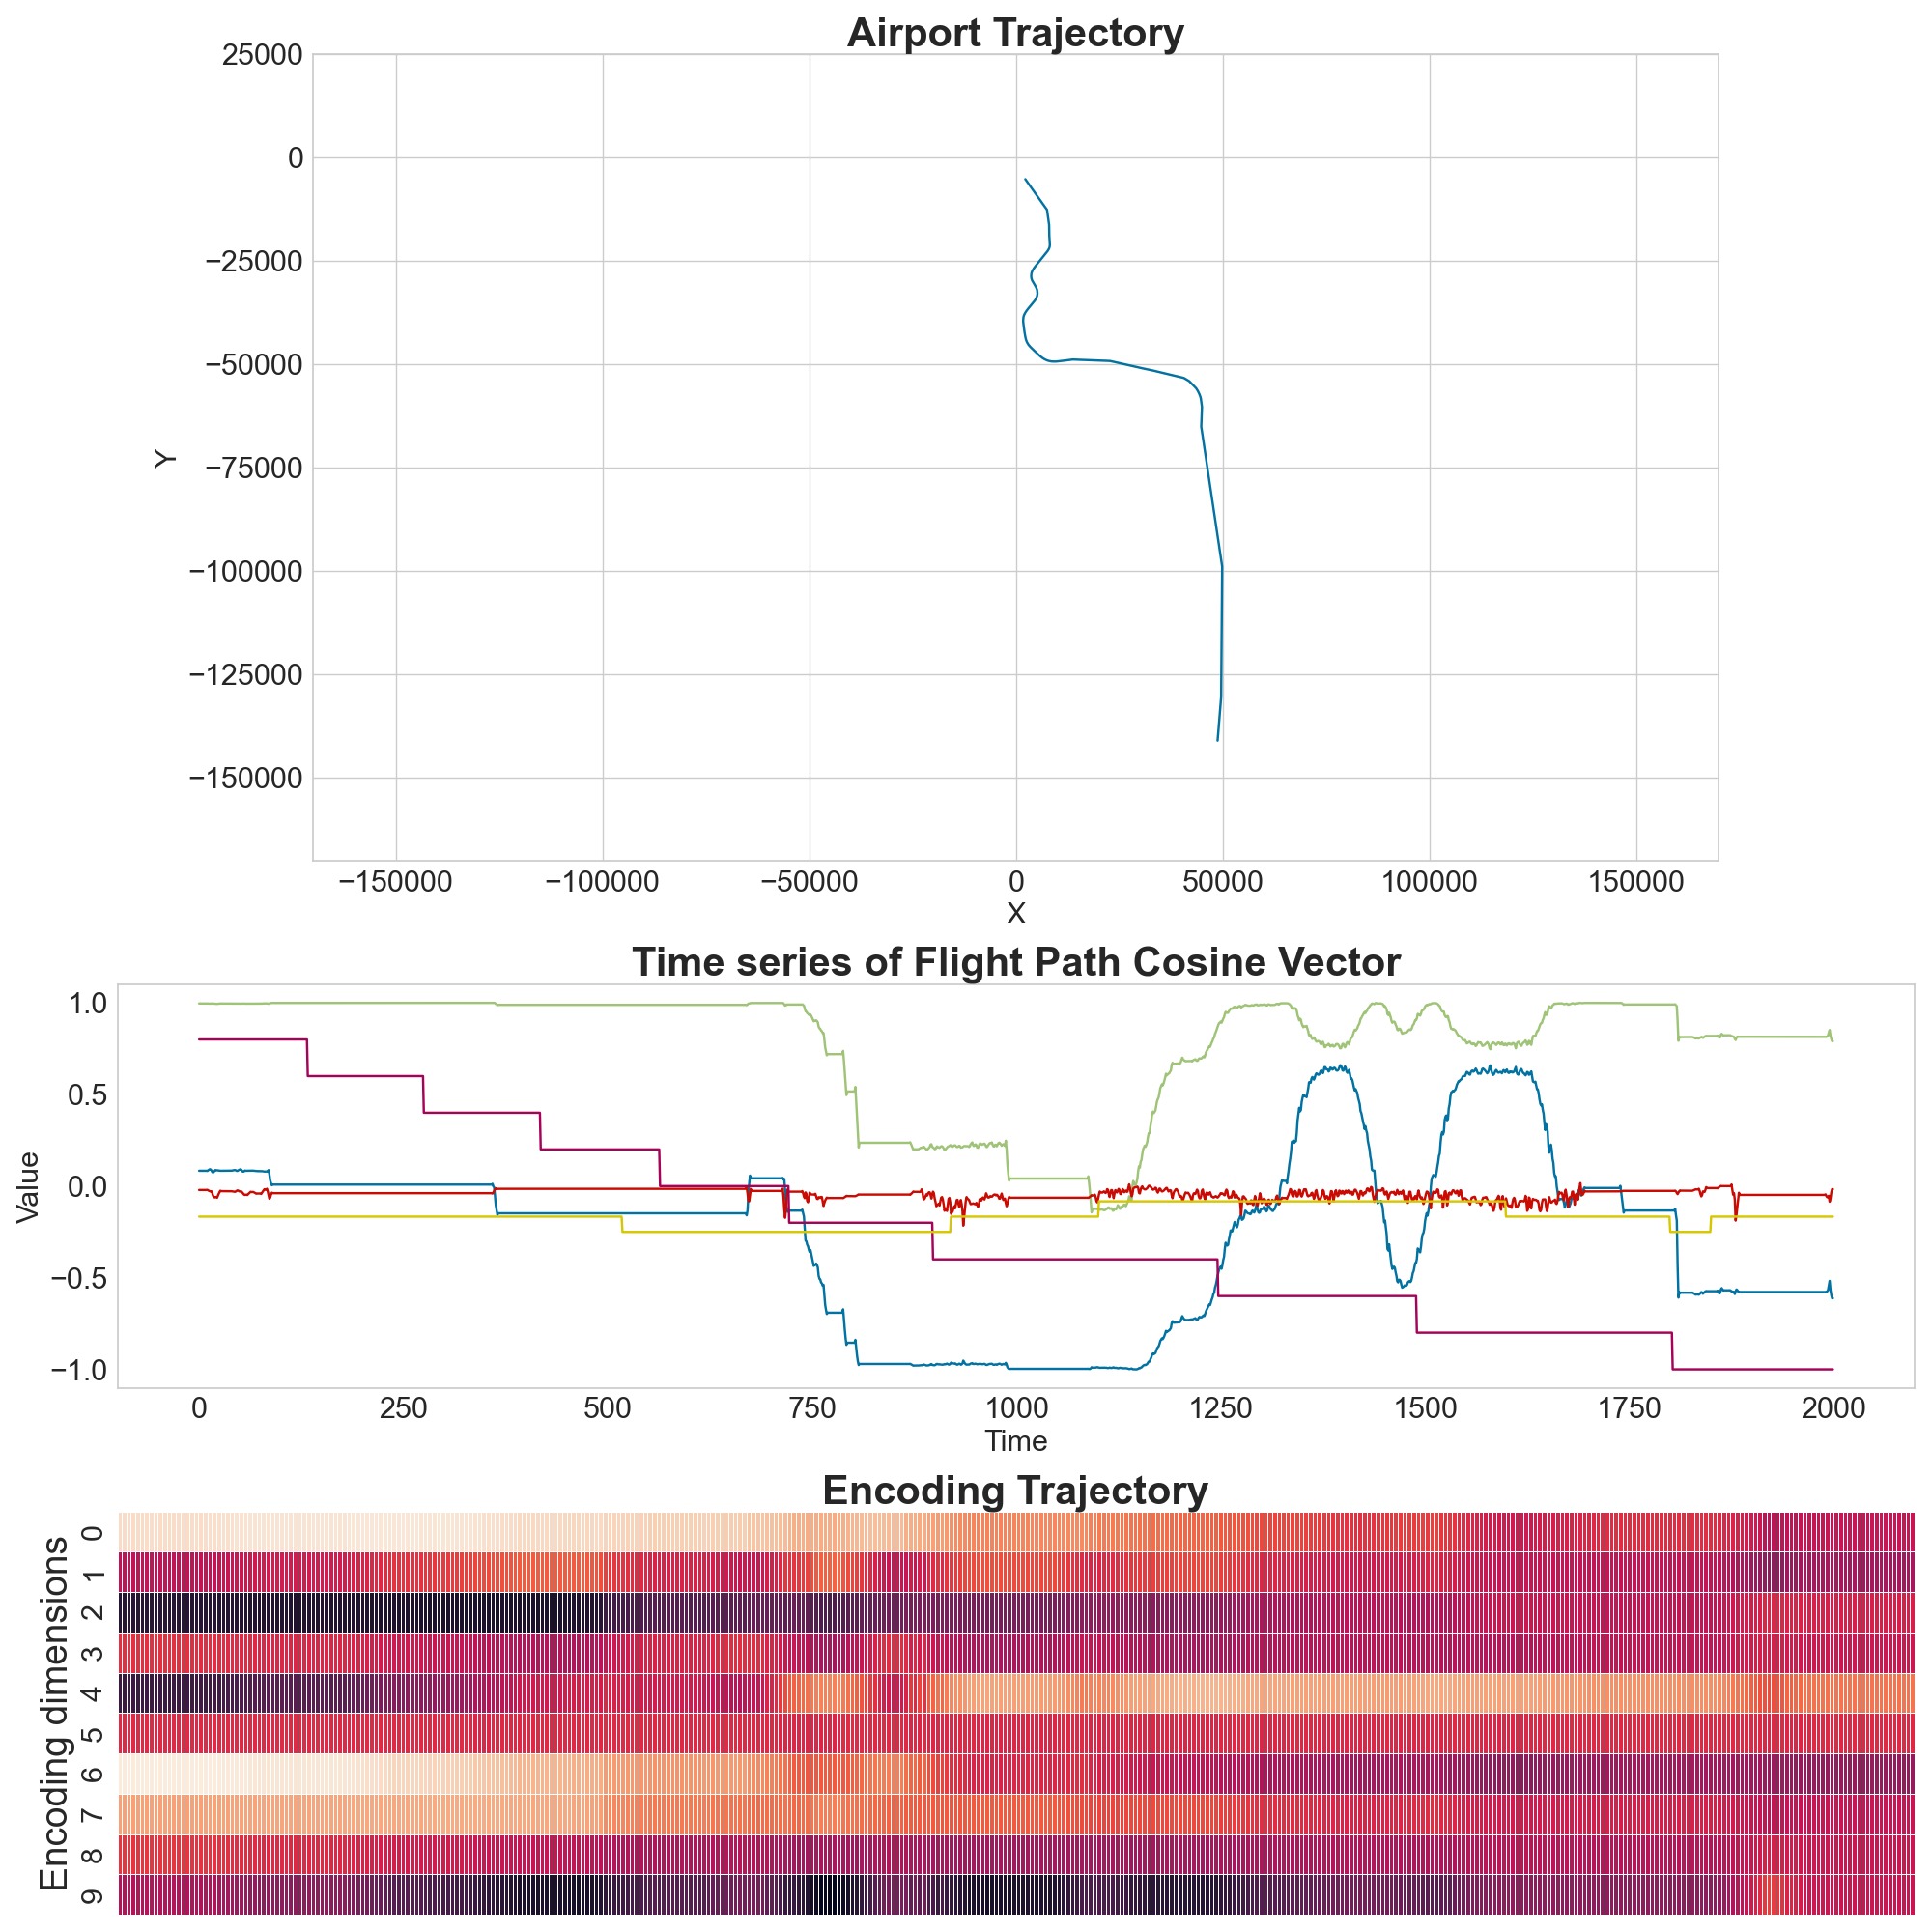 Airport Trajectory
25000
0
−25000
−50000
−75000
−100000
−125000
−150000
Y
−150000 −100000 −50000 0 50000 100000 150000
X
Time series of Flight Path Cosine Vector
1.0
0.5
0.0
−0.5
−1.0
Value
0 250 500 750 1000 1250 1500 1750 2000
Time
Encoding Trajectory
0
1
2
3
4
5
6
7
8
9
Encoding dimensions